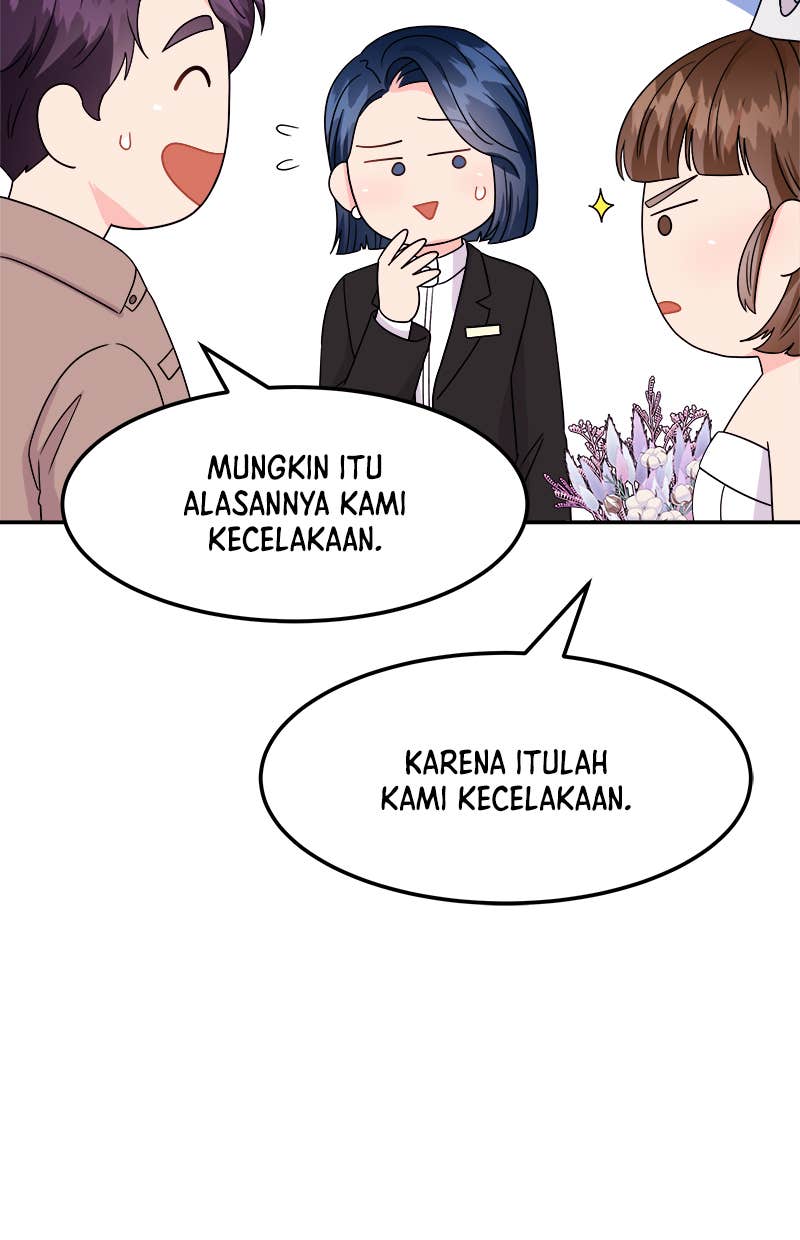 MUNGKIN ITU
ALASANNYA KAMI
KECELAKAAN.
KARENA ITULAH
KAMI KECELAKAAN.